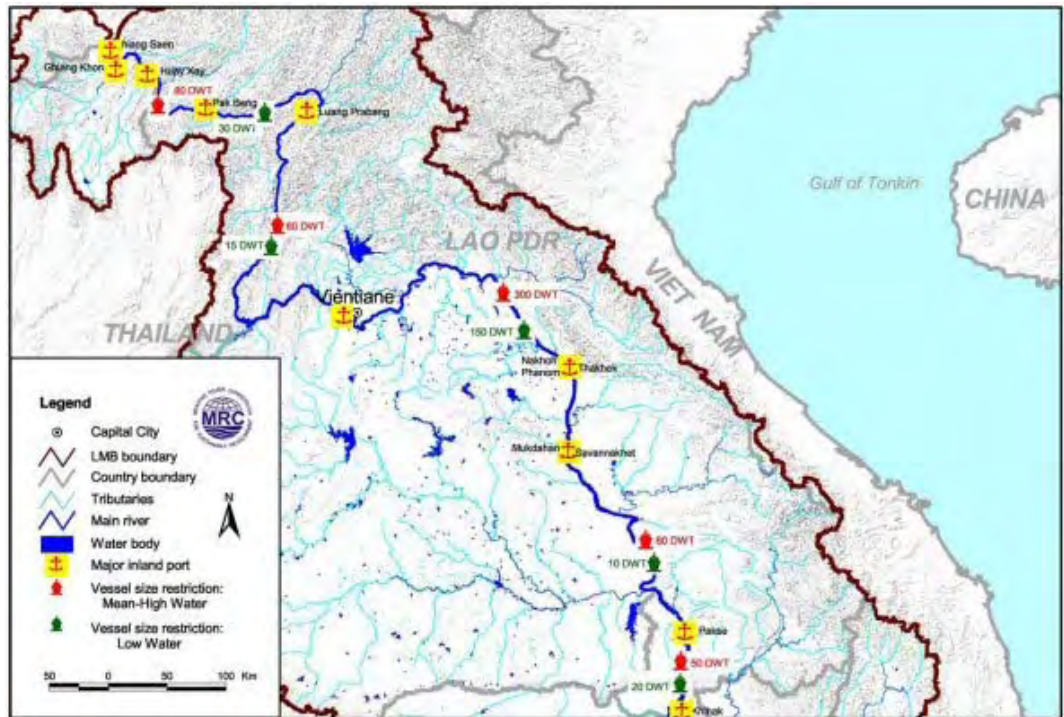 hiang Saen
Ghiang Khon
Huay Xay
80 DWT
Pak Beng
30 DWT
Luang Prabang
60 DWT
15 DWT
LAO PDR
Gulf of Tonkin
CHINA
VIET NAM
Vientiane
300 DWT
THAILAND
150 DWT
Nakhon
Phanom
Thakhek
Mukdahan
Savannakhet
60 DWT
10 DWT
Pakse
50 DWT
20 DWT
Legend
MRC
Capital City
LMB boundary
Country boundary
Tributaries
Main river
N
Water body
Major inland port
Vessel size restriction:
Mean-High Water
Vessel size restriction:
Low Water
50 0 50 100 Km